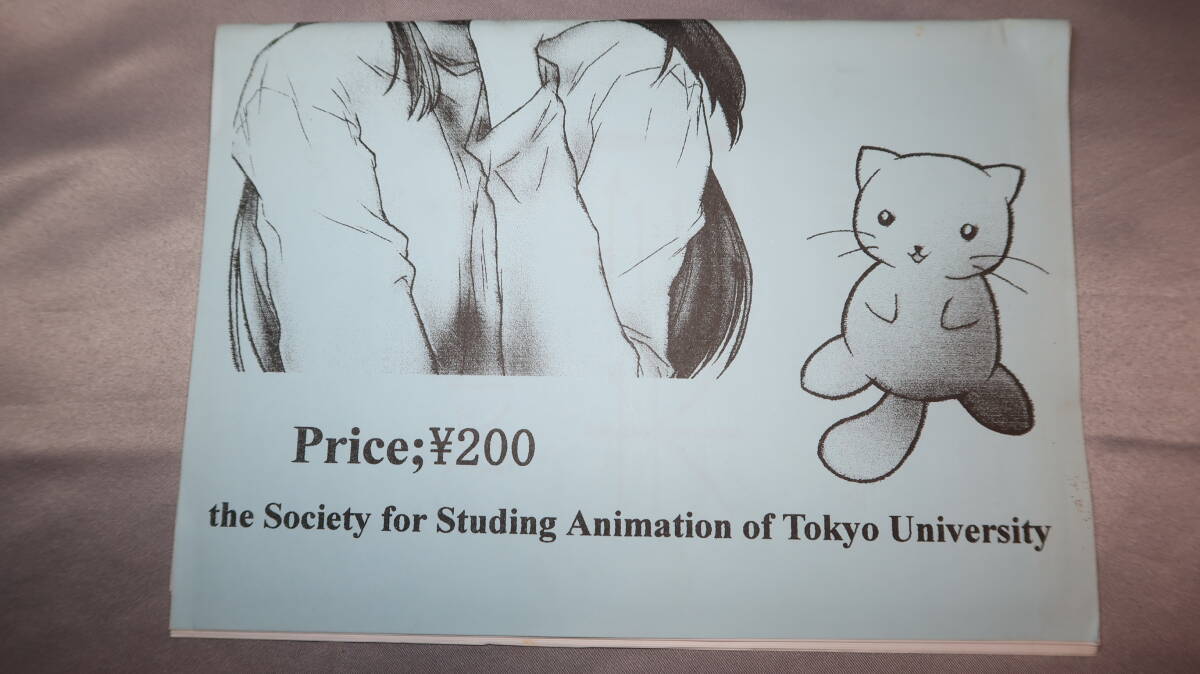 Price;¥200
the Society for Studing Animation of Tokyo University